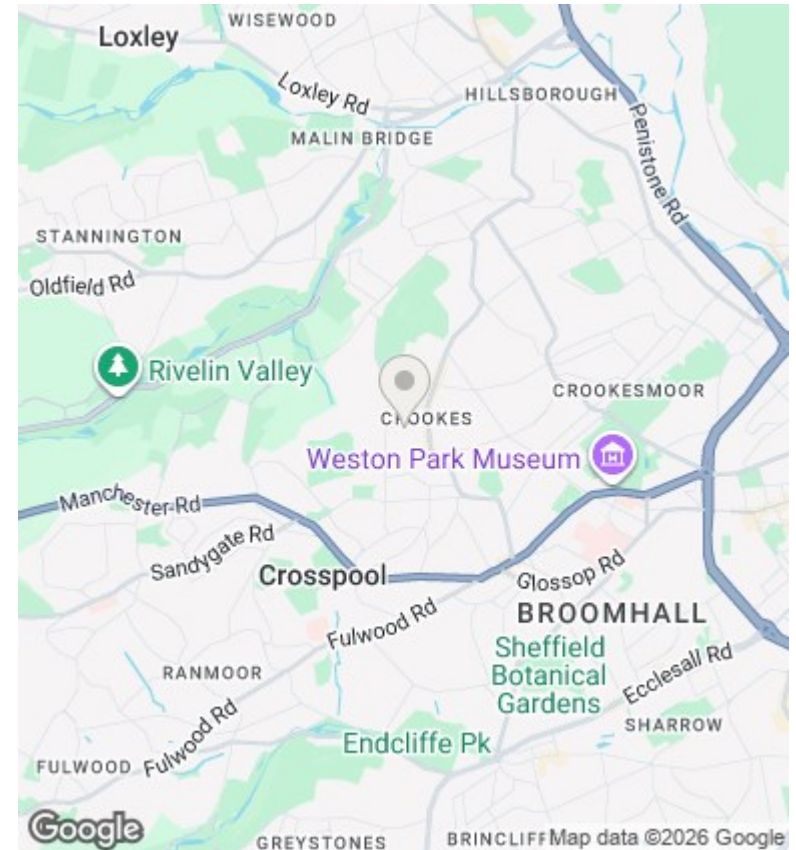 WISEWOOD
Loxley
Loxley Rd
HILLSBOROUGH
MALIN BRIDGE
Penistone Rd
STANNINGTON
Oldfield Rd
Rivelin Valley
CROOKESMOOR
CROOKES
Weston Park Museum
Manchester Rd
Sandygate Rd
Crosspool
Glossop Rd
Fulwood Rd
BROOMHALL
Sheffield
Botanical
Gardens
RANMOOR
Ecclesall Rd
SHARROW
Fulwood Rd
Endcliffe Pk
FULWOOD
Google
GREYSTONES
BRINCLIFF
Map data ©2026 Google